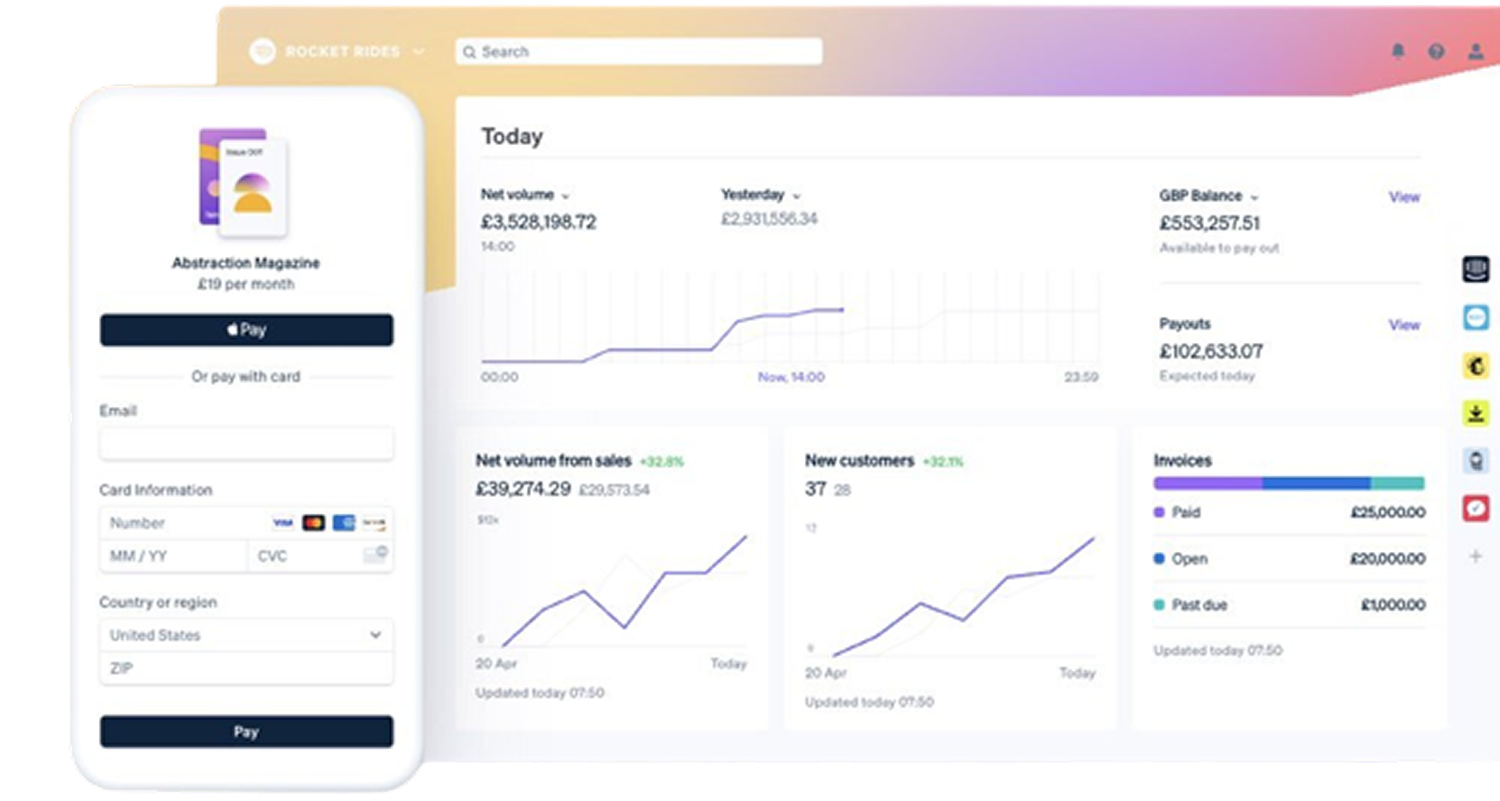 ROCKET RIDES
Search
Abstraction Magazine
£19 per month
Pay
Or pay with card
Email
Card Information
Number VISA
MM / YY CVC
Country or region
United States
ZIP
Pay
Today
Net volume
£3,528,198.72
14:00
Yesterday
£2,931,556.34
00:00 Now, 14:00 23:59
GBP Balance View
£553,257.51
Available to pay out
Payouts View
£102,633.07
Expected today
Net volume from sales +32.8%
£39,274.29 £29,573.54
0
20 Apr Today
Updated today 07:50
New customers +32.1%
37 28
12
0
20 Apr Today
Updated today 07:50
Invoices
Paid £25,000.00
Open £20,000.00
Past due £1,000.00
Updated today 07:50